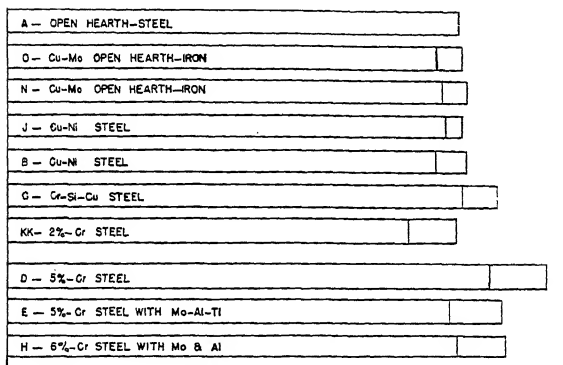 A — OPEN HEARTH–STEEL
O — Cu–Mo OPEN HEARTH–IRON
N — Cu–Mo OPEN HEARTH–IRON
J — Cu–Ni STEEL
B — Cu–Ni STEEL
C — Cr–Si–Cu STEEL
KK— 2%–Cr STEEL
D — 5%–Cr STEEL
E — 5%–Cr STEEL WITH Mo–Al–Ti
H — 6%–Cr STEEL WITH Mo & Al